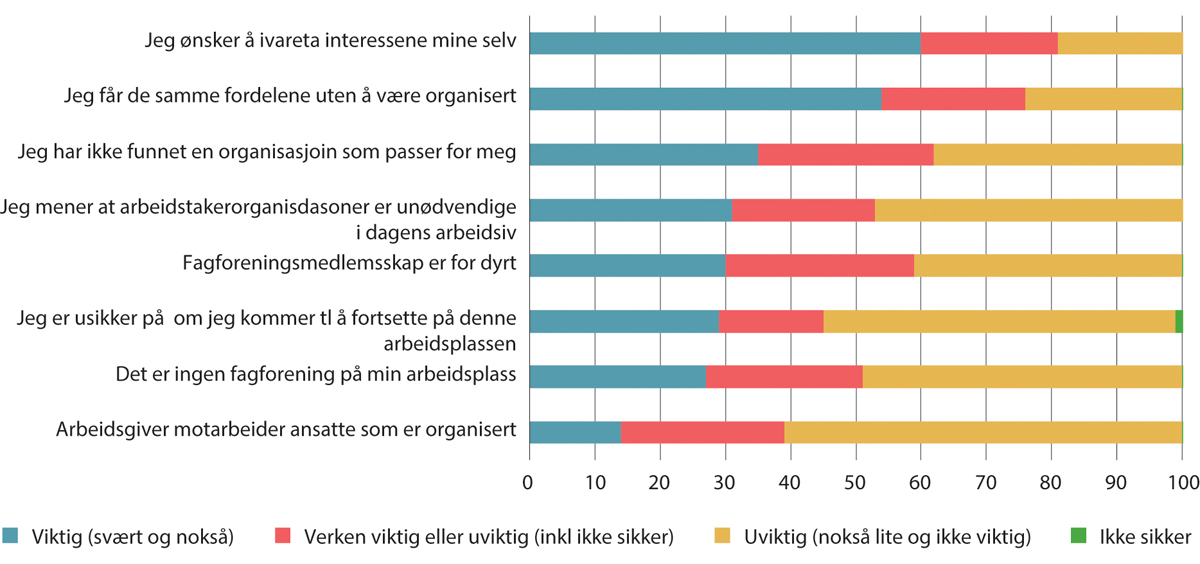 Jeg ønsker å ivareta interessene mine selv
Jeg får de samme fordelene uten å være organisert
Jeg har ikke funnet en organisasjoin som passer for meg
Jeg mener at arbeidstakerorganisdasoner er unødvendige
i dagens arbeidsiv
Fagforeningsmedlemsskap er for dyrt
Jeg er usikker på  om jeg kommer tl å fortsette på denne
arbeidsplassen
Det er ingen fagforening på min arbeidsplass
Arbeidsgiver motarbeider ansatte som er organisert
0 10 20 30 40 50 60 70 80 90 100
Viktig (svært og nokså) Verken viktig eller uviktig (inkl ikke sikker) Uviktig (nokså lite og ikke viktig) Ikke sikker